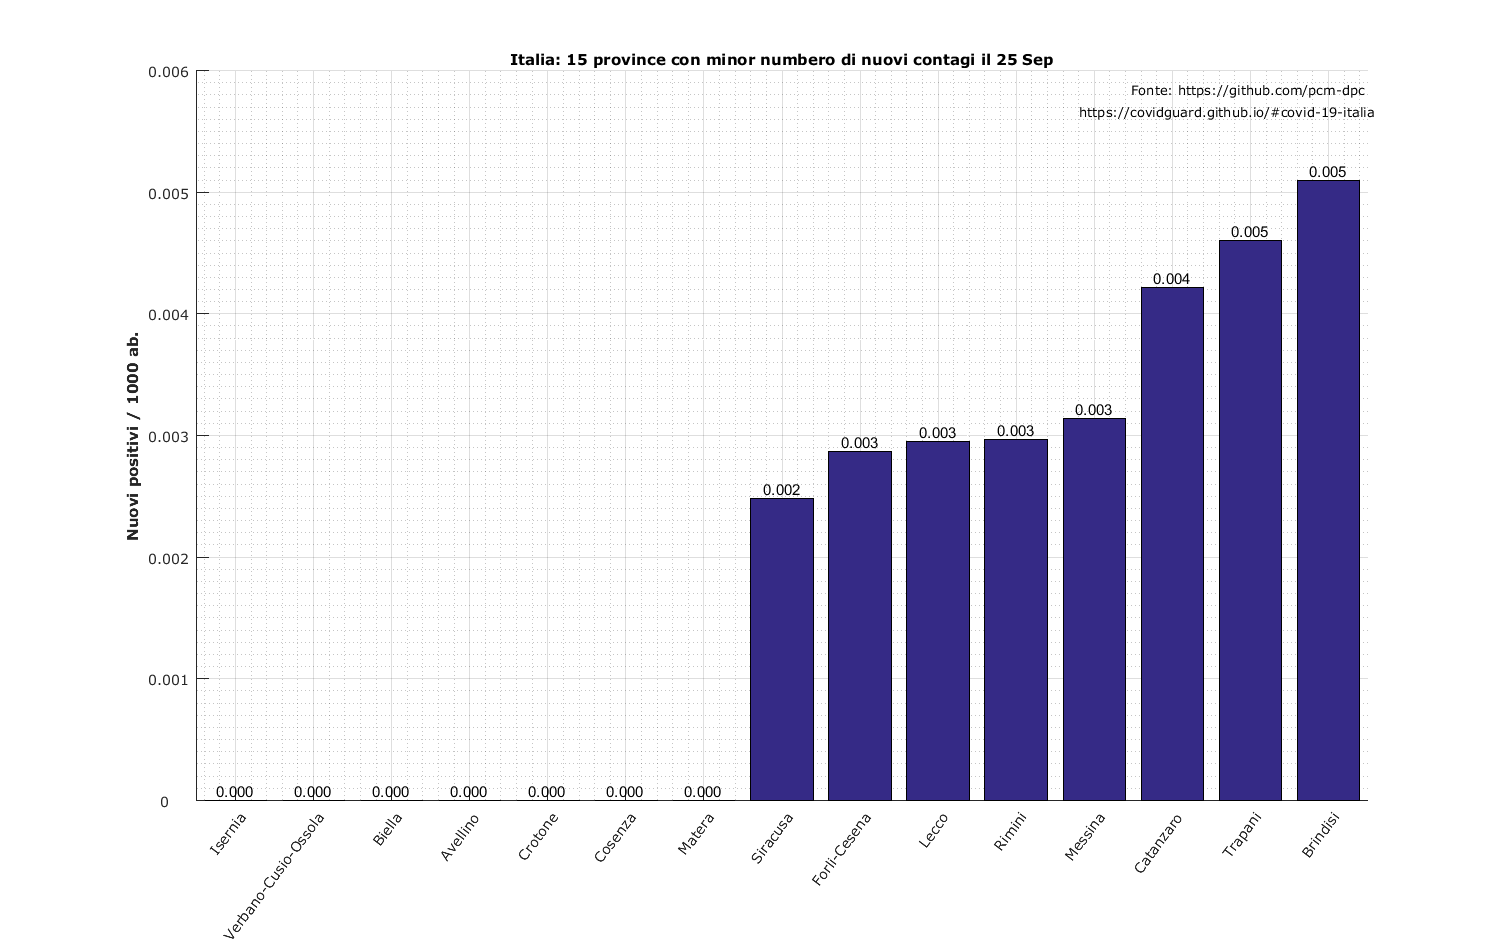 Italia: 15 province con minor numbero di nuovi contagi il 25 Sep
Fonte: https://github.com/pcm-dpc
https://covidguard.github.io/#covid-19-italia
Nuovi positivi / 1000 ab.
0.006
0.005
0.004
0.003
0.002
0.001
0
0.000
0.000
0.000
0.000
0.000
0.000
0.000
0.002
0.003
0.003
0.003
0.003
0.004
0.005
0.005
Isernia
Verbano-Cusio-Ossola
Biella
Avellino
Crotone
Cosenza
Matera
Siracusa
Forlì-Cesena
Lecco
Rimini
Messina
Catanzaro
Trapani
Brindisi